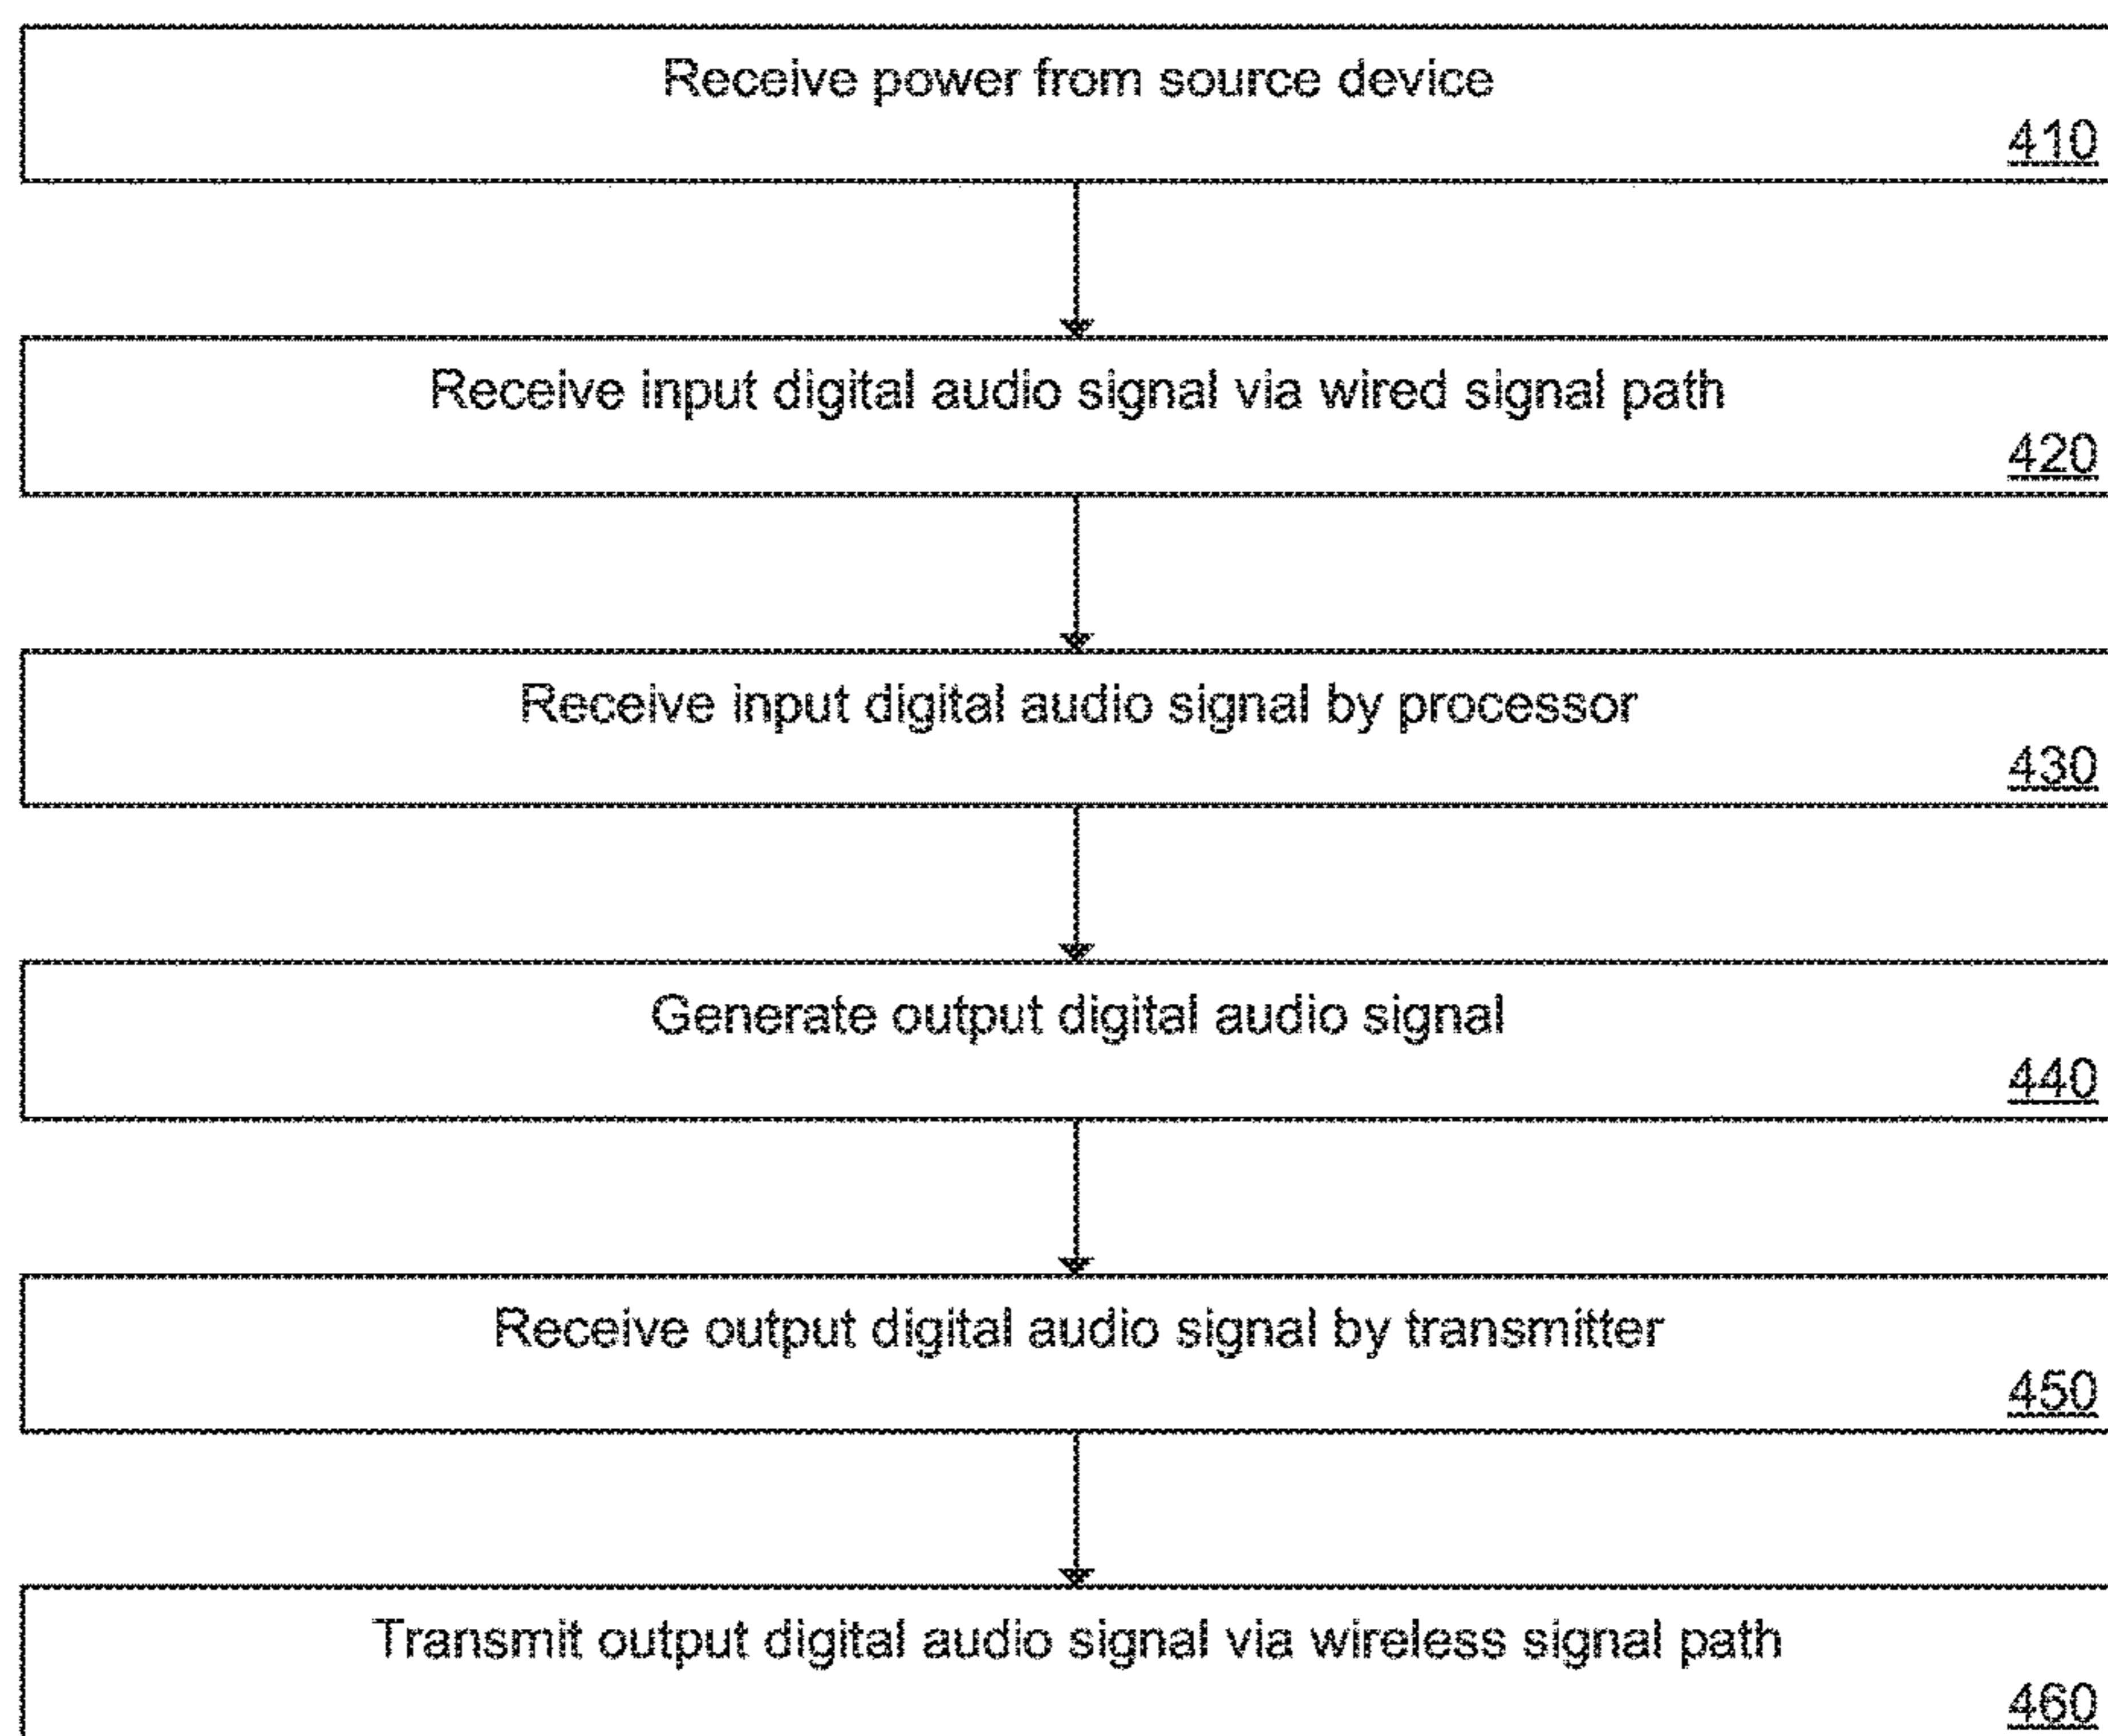 Receive power from source device
410
Receive input digital audio signal via wired signal path
420
Receive input digital audio signal by processor
430
Generate output digital audio signal
440
Receive output digital audio signal by transmitter
450
Transmit output digital audio signal via wireless signal path
460